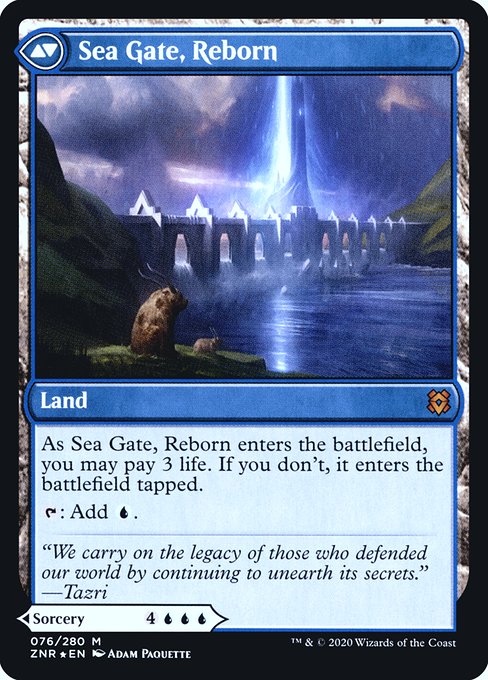 Sea Gate, Reborn
Land
As Sea Gate, Reborn enters the battlefield,
you may pay 3 life. If you don't, it enters the
battlefield tapped.
: Add .
"We carry on the legacy of those who defended
our world by continuing to unearth its secrets."
—Tazri
Sorcery 4
076/280 M
ZNR★EN Adam Paquette
™ & © 2020 Wizards of the Coast